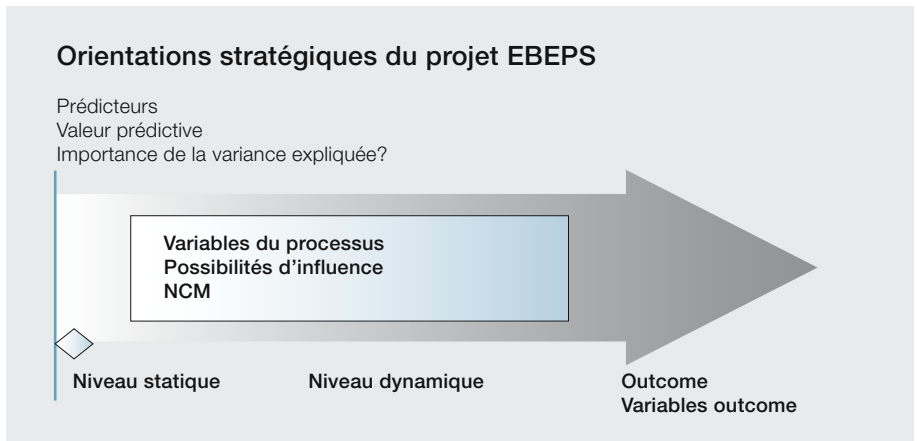 Orientations stratégiques du projet EBEPS
Prédicteurs
Valeur prédictive
Importance de la variance expliquée?
Variables du processus
Possibilités d’influence
NCM
Niveau statique
Niveau dynamique
Outcome
Variables outcome